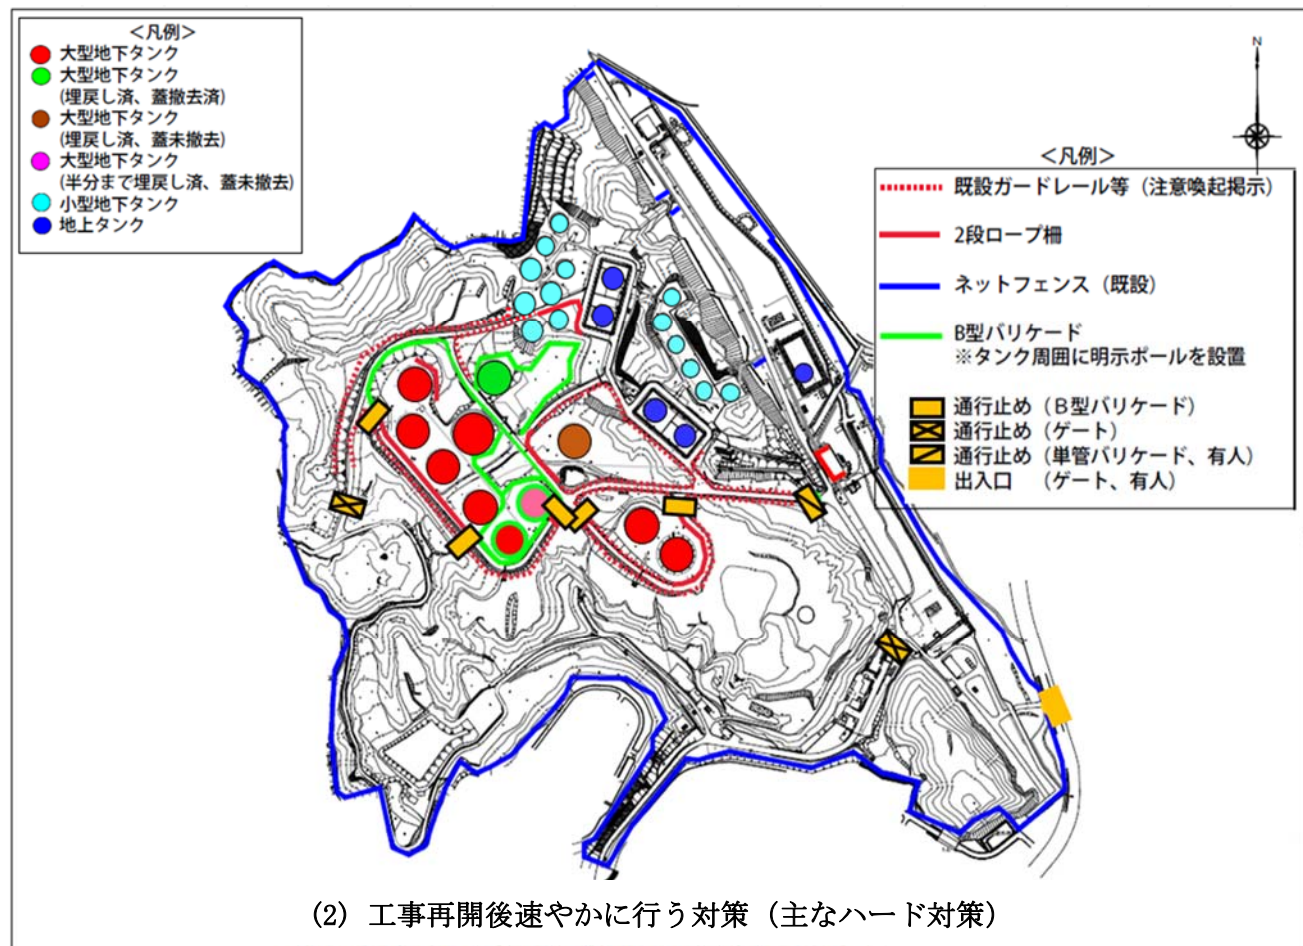 <凡例>
大型地下タンク
大型地下タンク
(埋戻し済、蓋撤去済)
大型地下タンク
(埋戻し済、蓋未撤去)
大型地下タンク
(半分まで埋戻し済、蓋未撤去)
小型地下タンク
地上タンク
N
<凡例>
既設ガードレール等（注意喚起掲示）
2段ロープ柵
ネットフェンス（既設）
B型バリケード
※タンク周囲に明示ポールを設置
通行止め（Ｂ型バリケード）
通行止め（ゲート）
通行止め（単管バリケード、有人）
出入口　（ゲート、有人）
(2) 工事再開後速やかに行う対策（主なハード対策）